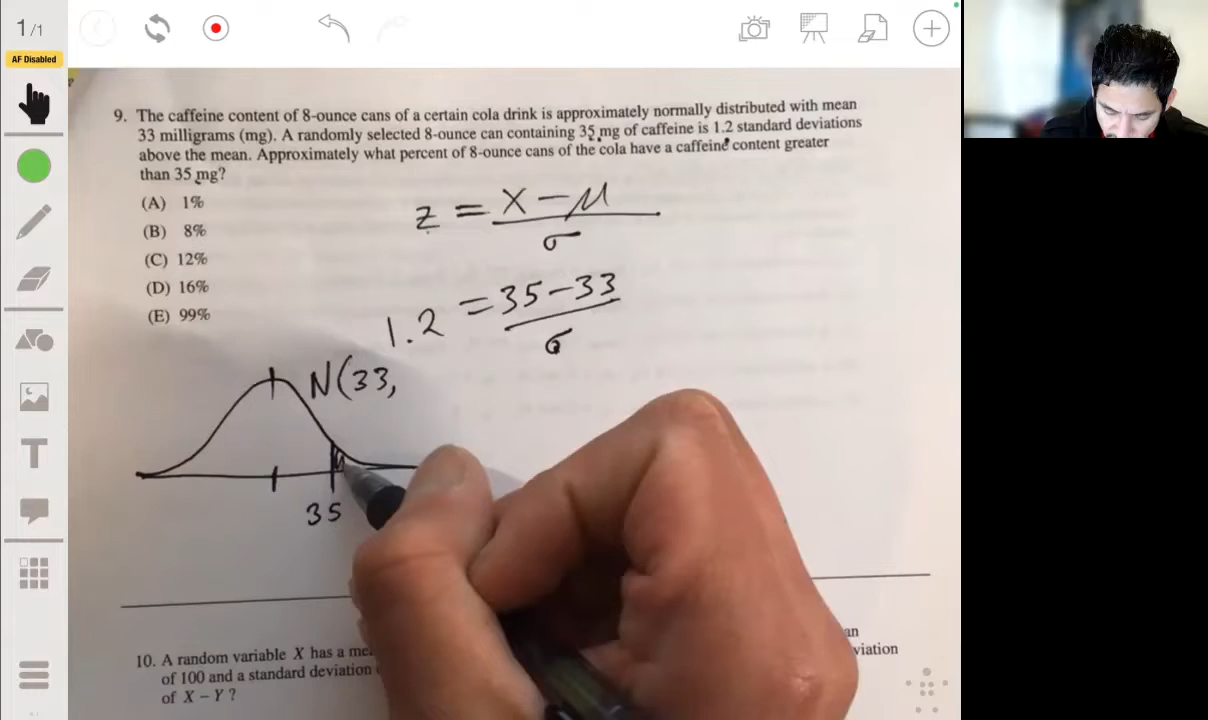 1/1
AF Disabled
9. The caffeine content of 8-ounce cans of a certain cola drink is approximately normally distributed with mean
33 milligrams (mg). A randomly selected 8-ounce can containing 35 mg of caffeine is 1.2 standard deviations
above the mean. Approximately what percent of 8-ounce cans of the cola have a caffeine content greater
than 35 mg?
(A) 1%
(B) 8%
(C) 12%
(D) 16%
(E) 99%
z = x - μ
σ
1.2 = 35-33
σ
N(33,
35
T
10. A random variable X has a
an
of 100 and a standard deviation
viation
of X - Y ?